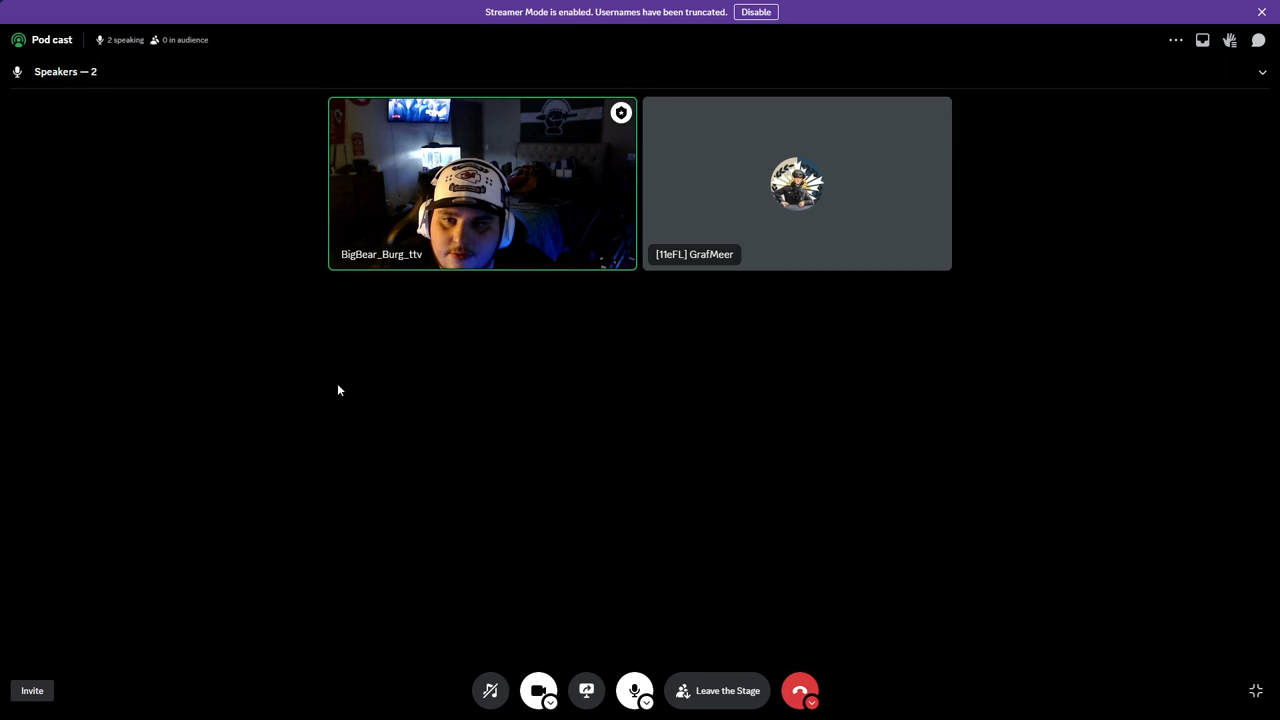 Streamer Mode is enabled. Usernames have been truncated. Disable
Pod cast 2 speaking 0 in audience
Speakers — 2
BigBear_Burg_ttv
[11eFL] GrafMeer
Invite
Leave the Stage